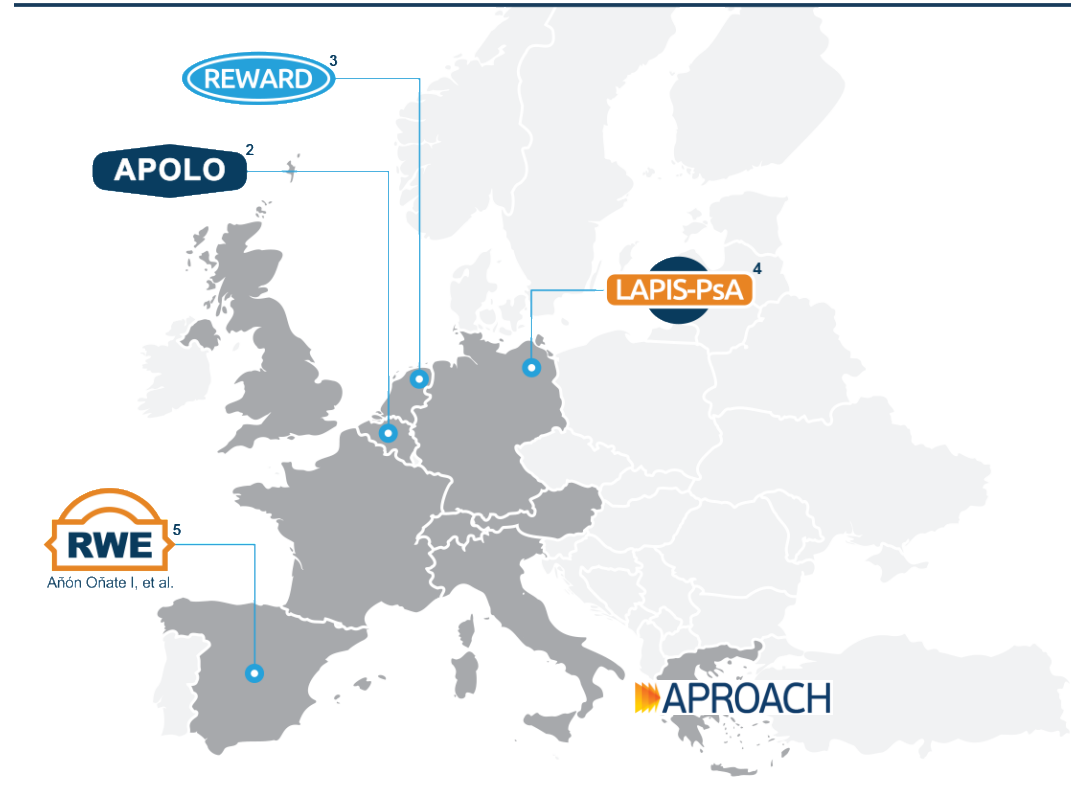 REWARD 3
APOLO 2
LAPIS-PsA 4
RWE 5
Añón Oñate I, et al.
APROACH